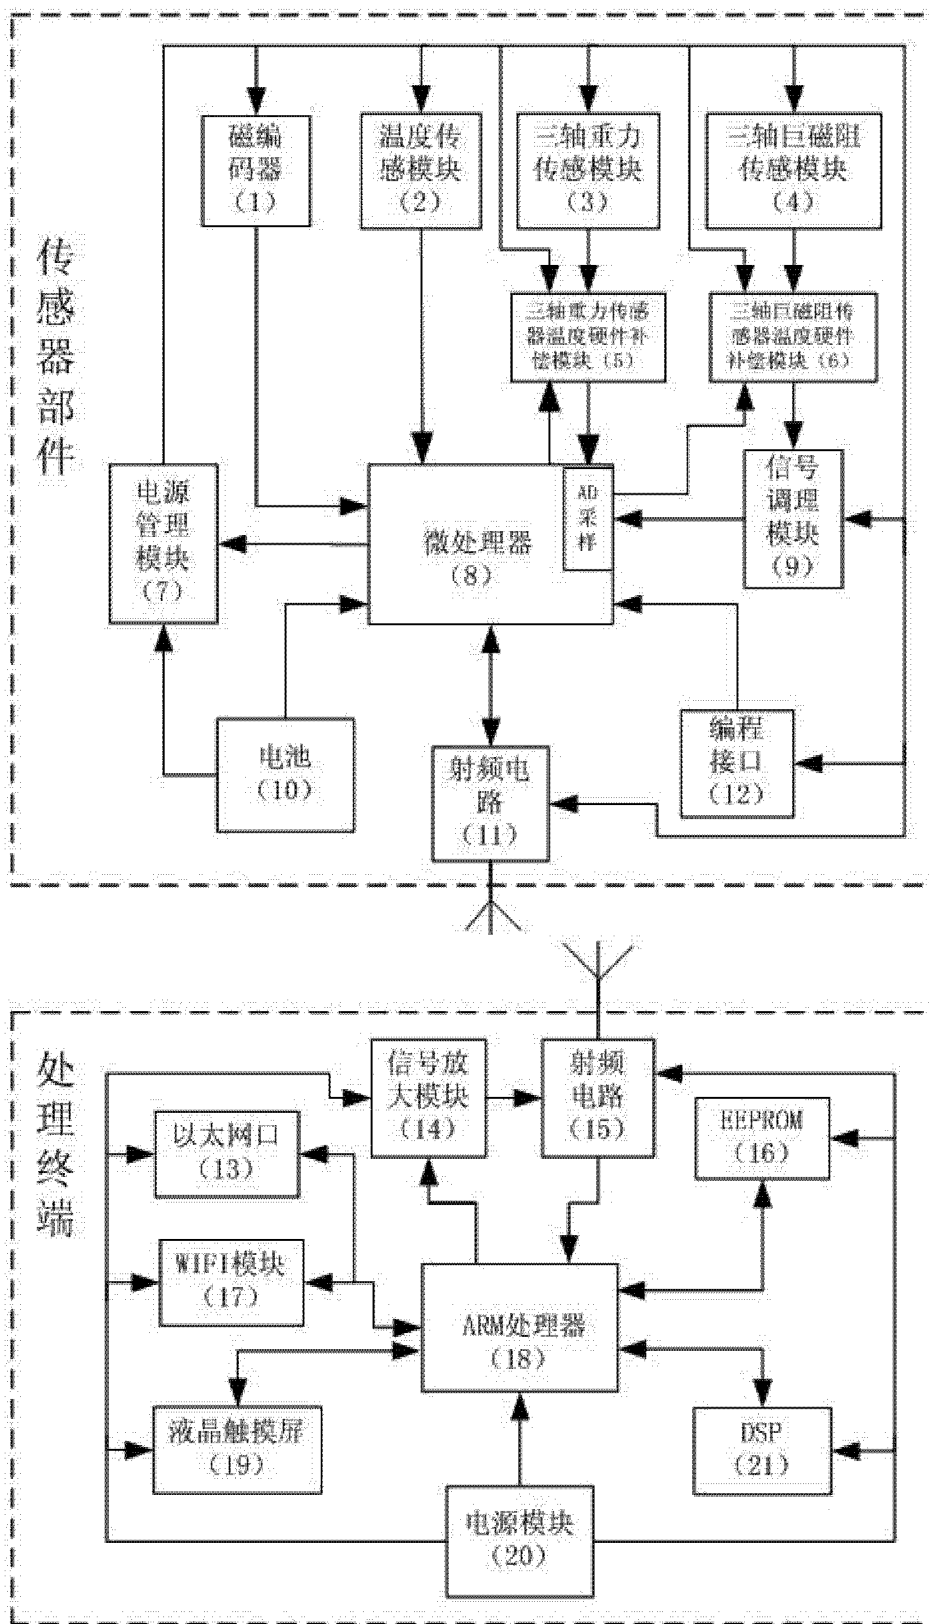 传感器部件
磁编
码器
(1)
温度传
感模块
(2)
三轴重力
传感模块
(3)
三轴巨磁阻
传感模块
(4)
三轴重力传感
器温度硬件补
偿模块(5)
三轴巨磁阻传
感器温度硬件
补偿模块(6)
电源
管理
模块
(7)
微处理器
(8)
AD
采
样
信号
调理
模块
(9)
电池
(10)
射频电
路
(11)
编程
接口
(12)
处理终端
信号放
大模块
(14)
射频
电路
(15)
以太网口
(13)
EEPROM
(16)
WIFI模块
(17)
ARM处理器
(18)
液晶触摸屏
(19)
DSP
(21)
电源模块
(20)